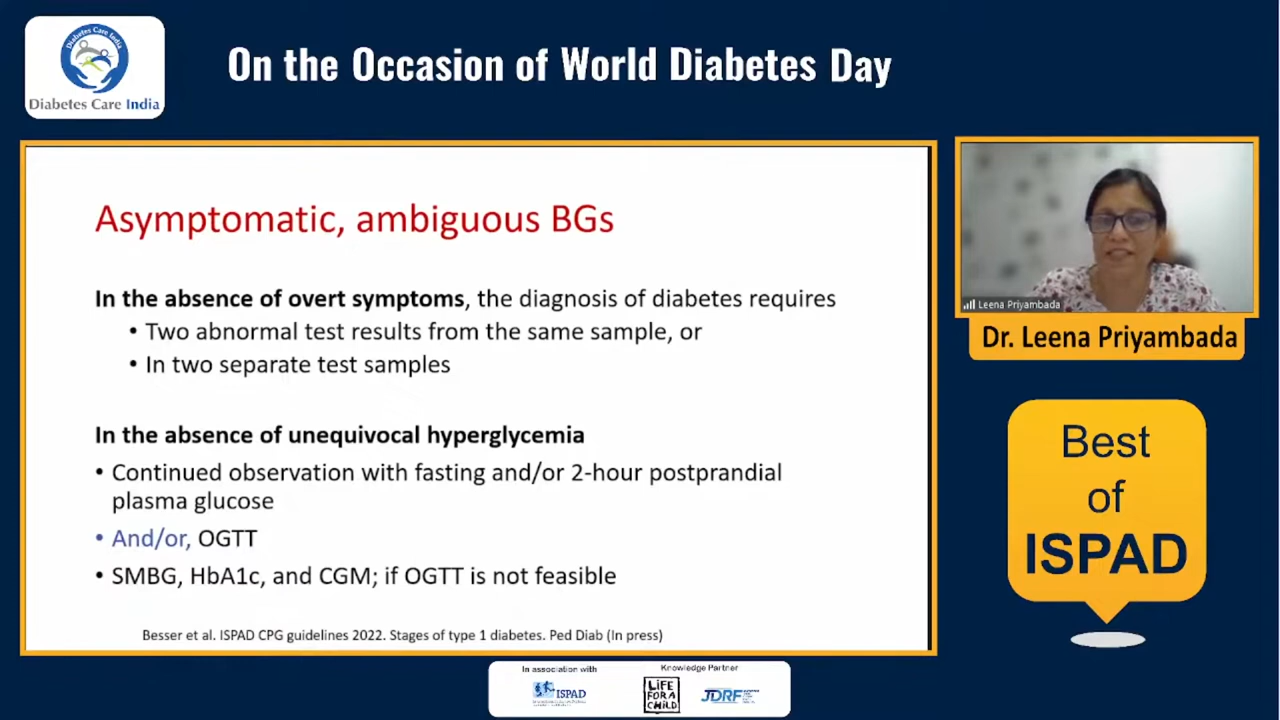 Diabetes Care India
Diabetes Care India
On the Occasion of World Diabetes Day
Asymptomatic, ambiguous BGs
In the absence of overt symptoms, the diagnosis of diabetes requires
• Two abnormal test results from the same sample, or
• In two separate test samples
In the absence of unequivocal hyperglycemia
• Continued observation with fasting and/or 2-hour postprandial
plasma glucose
• And/or, OGTT
• SMBG, HbA1c, and CGM; if OGTT is not feasible
Besser et al. ISPAD CPG guidelines 2022. Stages of type 1 diabetes. Ped Diab (In press)
Leena Priyambada
Dr. Leena Priyambada
Best
of
ISPAD
In association with
ISPAD
Knowledge Partner
LIFE
FOR A
CHILD
JDRF